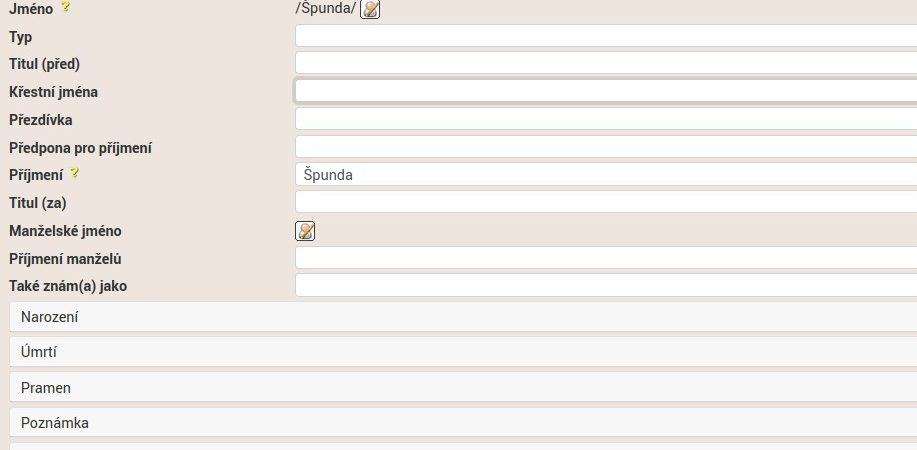 Jméno ? /Špunda/
Typ
Titul (před)
Křestní jména
Přezdívka
Předpona pro příjmení
Příjmení ? Špunda
Titul (za)
Manželské jméno
Příjmení manželů
Také znám(a) jako
Narození
Úmrtí
Pramen
Poznámka